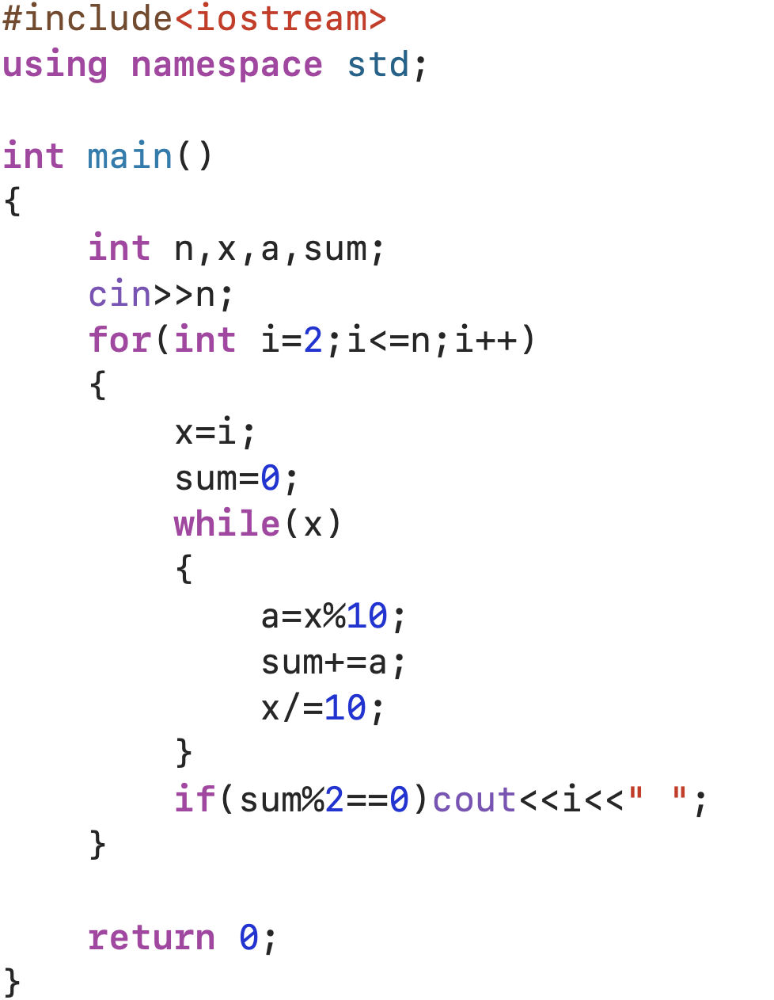 #include<iostream>
using namespace std;

int main()
{
    int n,x,a,sum;
    cin>>n;
    for(int i=2;i<=n;i++)
    {
        x=i;
        sum=0;
        while(x)
        {
            a=x%10;
            sum+=a;
            x/=10;
        }
        if(sum%2==0)cout<<i<<" ";
    }

    return 0;
}